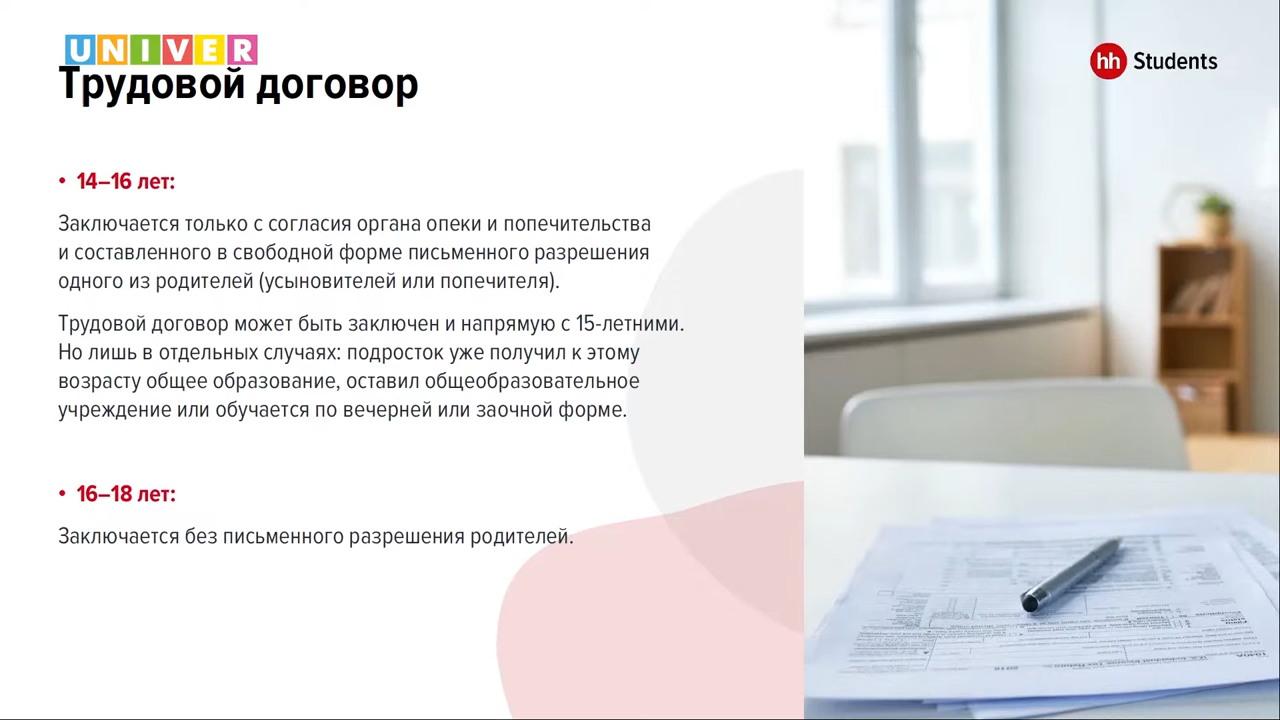 UNIVER
hh Students
Трудовой договор
• 14–16 лет:
Заключается только с согласия органа опеки и попечительства
и составленного в свободной форме письменного разрешения
одного из родителей (усыновителей или попечителя).
Трудовой договор может быть заключен и напрямую с 15-летними.
Но лишь в отдельных случаях: подросток уже получил к этому
возрасту общее образование, оставил общеобразовательное
учреждение или обучается по вечерней или заочной форме.
• 16–18 лет:
Заключается без письменного разрешения родителей.